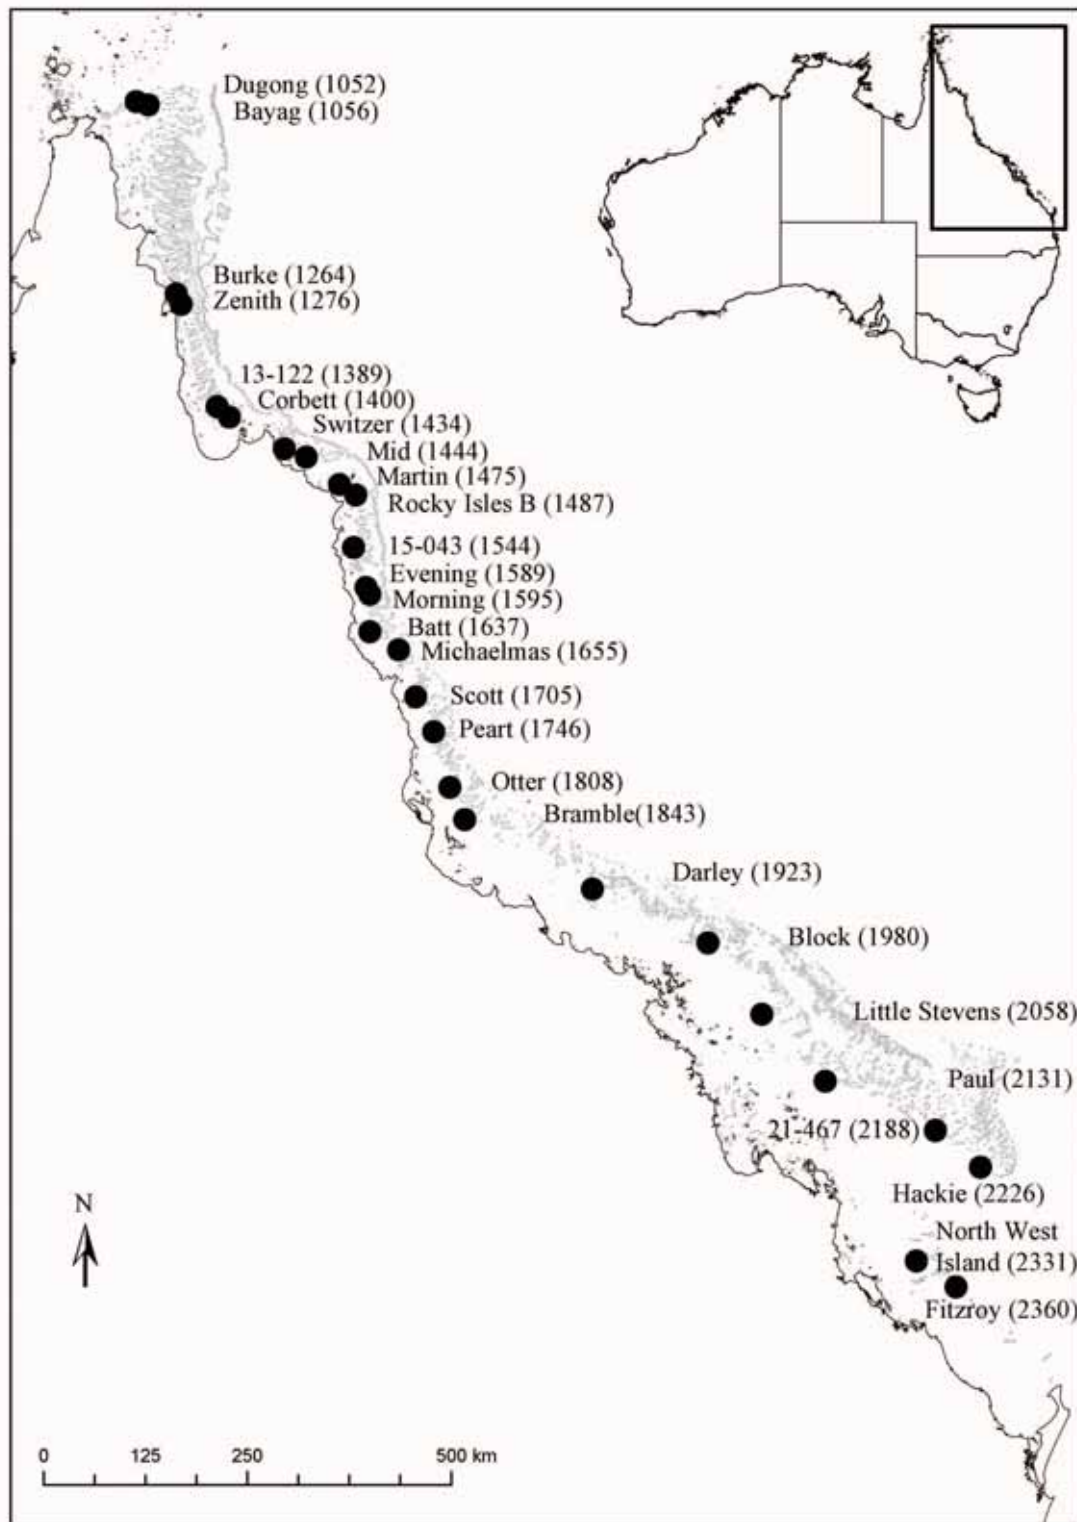 Dugong (1052)
Bayag (1056)
Burke (1264)
Zenith (1276)
13-122 (1389)
Corbett (1400)
Switzer (1434)
Mid (1444)
Martin (1475)
Rocky Isles B (1487)
15-043 (1544)
Evening (1589)
Morning (1595)
Batt (1637)
Michaelmas (1655)
Scott (1705)
Peart (1746)
Otter (1808)
Bramble(1843)
Darley (1923)
Block (1980)
Little Stevens (2058)
Paul (2131)
21-467 (2188)
Hackie (2226)
North West
Island (2331)
Fitzroy (2360)
N
0 125 250 500 km